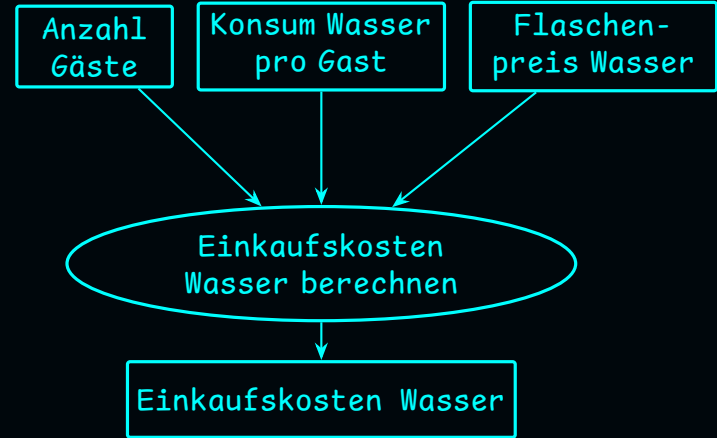 Anzahl
Gäste
Konsum Wasser
pro Gast
Flaschen-
preis Wasser
Einkaufskosten
Wasser berechnen
Einkaufskosten Wasser